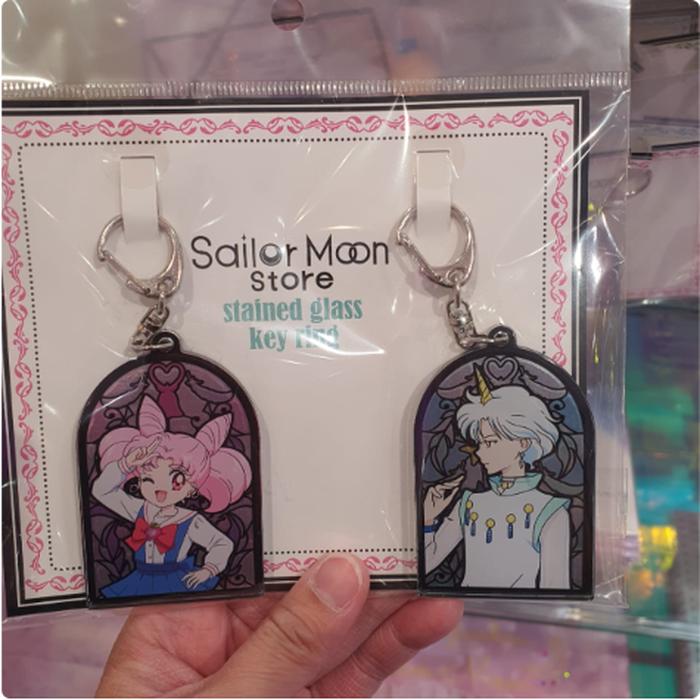 Sailor Moon
store
stained glass
key ring